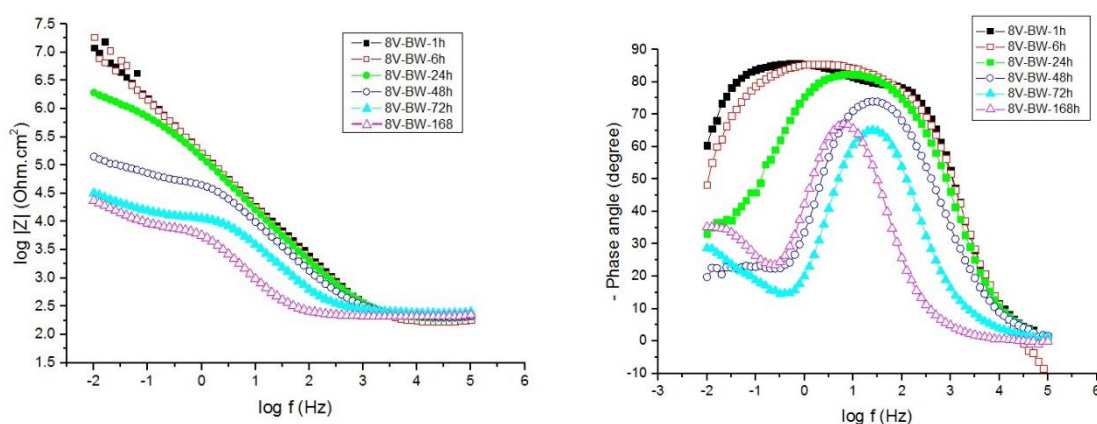 7.5
7.0
6.5
6.0
5.5
5.0
4.5
4.0
3.5
3.0
2.5
2.0
1.5
log |Z| (Ohm.cm²)
8V-BW-1h
8V-BW-6h
8V-BW-24h
8V-BW-48h
8V-BW-72h
8V-BW-168
-2 -1 0 1 2 3 4 5 6
log f (Hz)
100
90
80
70
60
50
40
30
20
10
0
-10
- Phase angle (degree)
8V-BW-1h
8V-BW-6h
8V-BW-24h
8V-BW-48h
8V-BW-72h
8V-BW-168h
-3 -2 -1 0 1 2 3 4 5 6
log f (Hz)